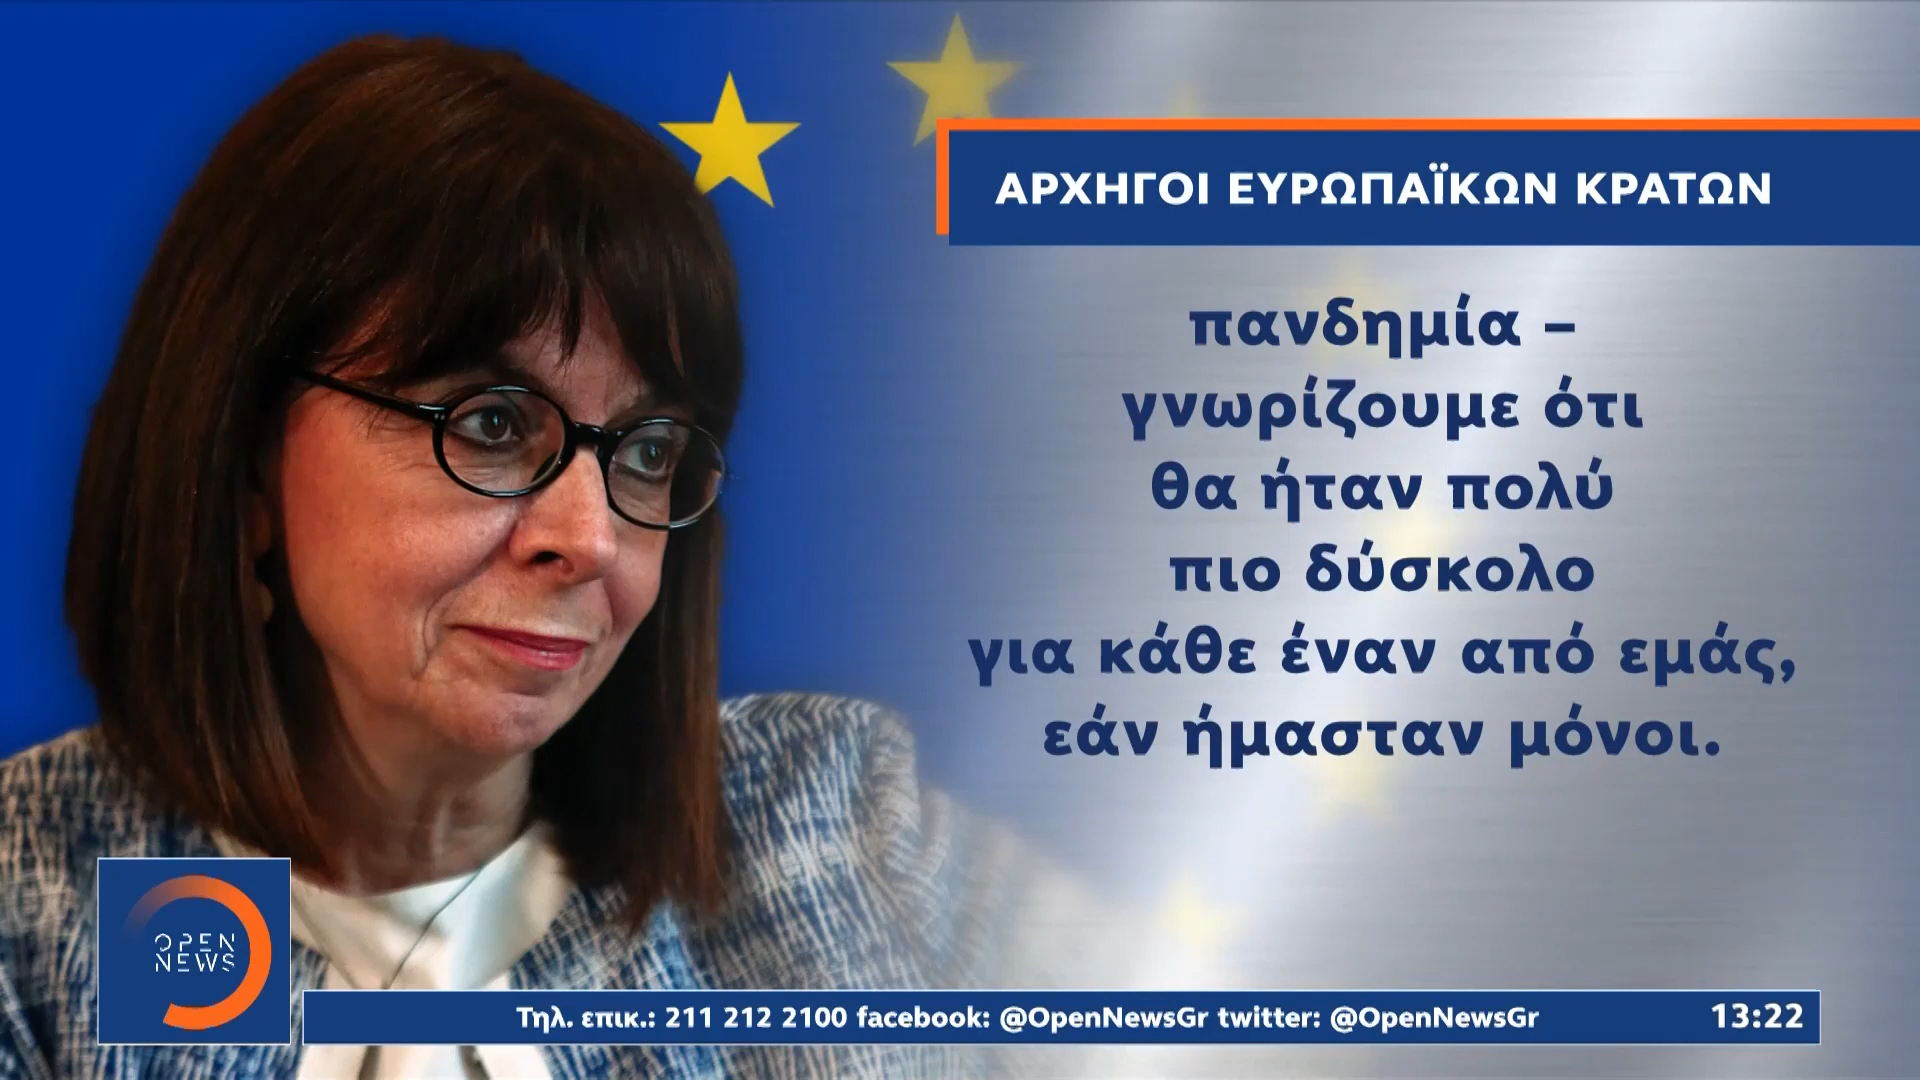 ΑΡΧΗΓΟΙ ΕΥΡΩΠΑΪΚΩΝ ΚΡΑΤΩΝ
πανδημία –
γνωρίζουμε ότι
θα ήταν πολύ
πιο δύσκολο
για κάθε έναν από εμάς,
εάν ήμασταν μόνοι.
OPEN
NEWS
Τηλ. επικ.: 211 212 2100 facebook: @OpenNewsGr twitter: @OpenNewsGr
13:22